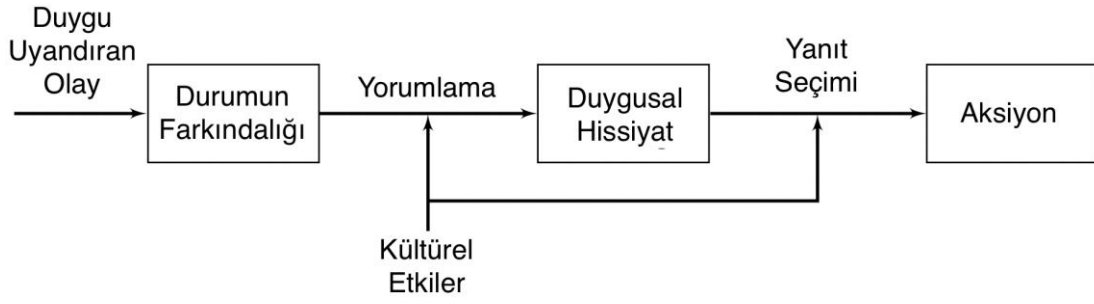 Duygu
Uyandıran
Olay
Durumun
Farkındalığı
Yorumlama
Duygusal
Hissiyat
Yanıt
Seçimi
Aksiyon
Kültürel
Etkiler